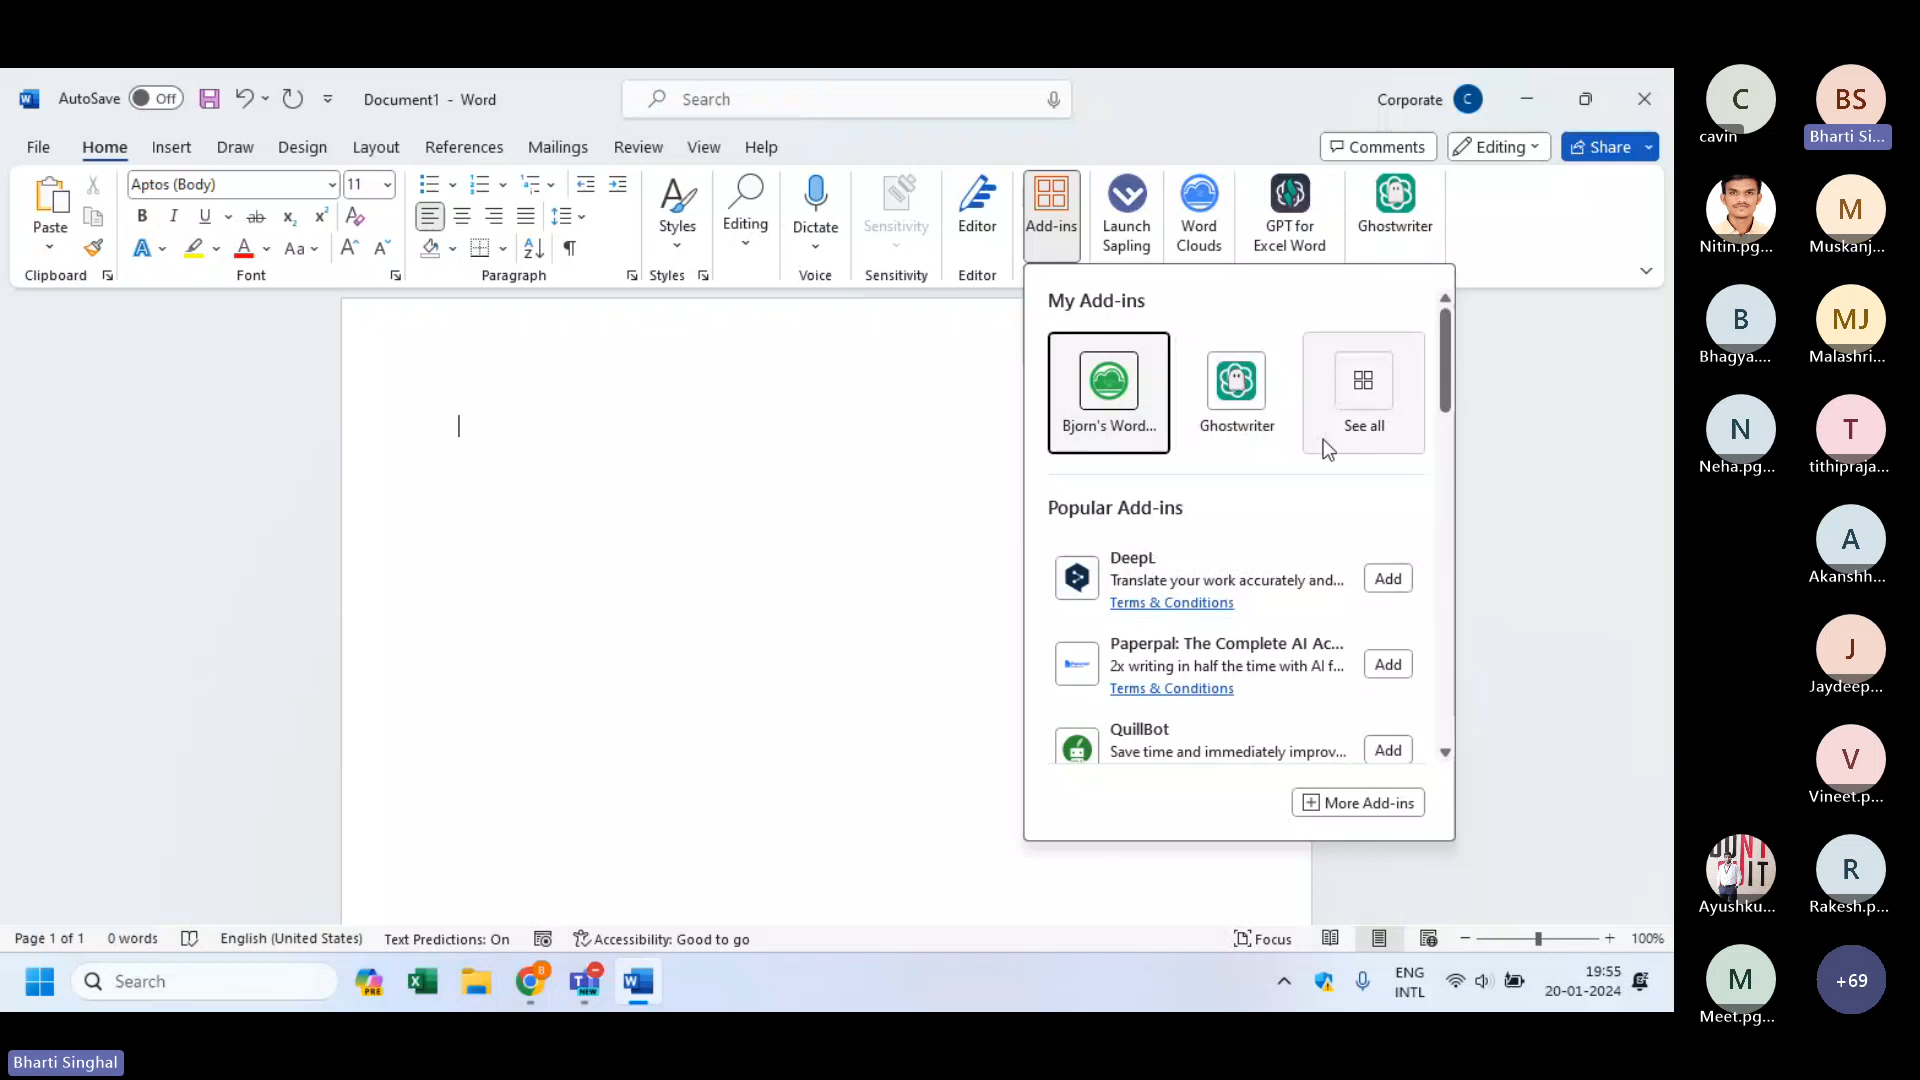 AutoSave Off Document1 - Word Search Corporate C
File Home Insert Draw Design Layout References Mailings Review View Help Comments Editing Share
Paste Aptos (Body) 11 Styles Editing Dictate Sensitivity Editor Add-ins Launch Sapling Word Clouds GPT for Excel Word Ghostwriter
B I U ab x₂ x² A
A A Aa A A A Z
Clipboard Font Paragraph Styles Voice Sensitivity Editor
My Add-ins
Bjorn's Word... Ghostwriter See all
Popular Add-ins
DeepL
Translate your work accurately and... Add
Terms & Conditions
Paperpal: The Complete AI Ac...
2x writing in half the time with AI f... Add
Terms & Conditions
QuillBot
Save time and immediately improv... Add
More Add-ins
Page 1 of 1 0 words English (United States) Text Predictions: On Accessibility: Good to go Focus 100%
Search PRE 8 NEW ENG INTL 19:55 20-01-2024
C BS
cavin Bharti Si...
M
Nitin.pg... Muskanj...
B MJ
Bhagya.... Malashri...
N T
Neha.pg... tithipraja...
A
Akanshh...
J
Jaydeep...
V
Vineet.p...
R
Ayushku... Rakesh.p...
M +69
Meet.pg...
Bharti Singhal